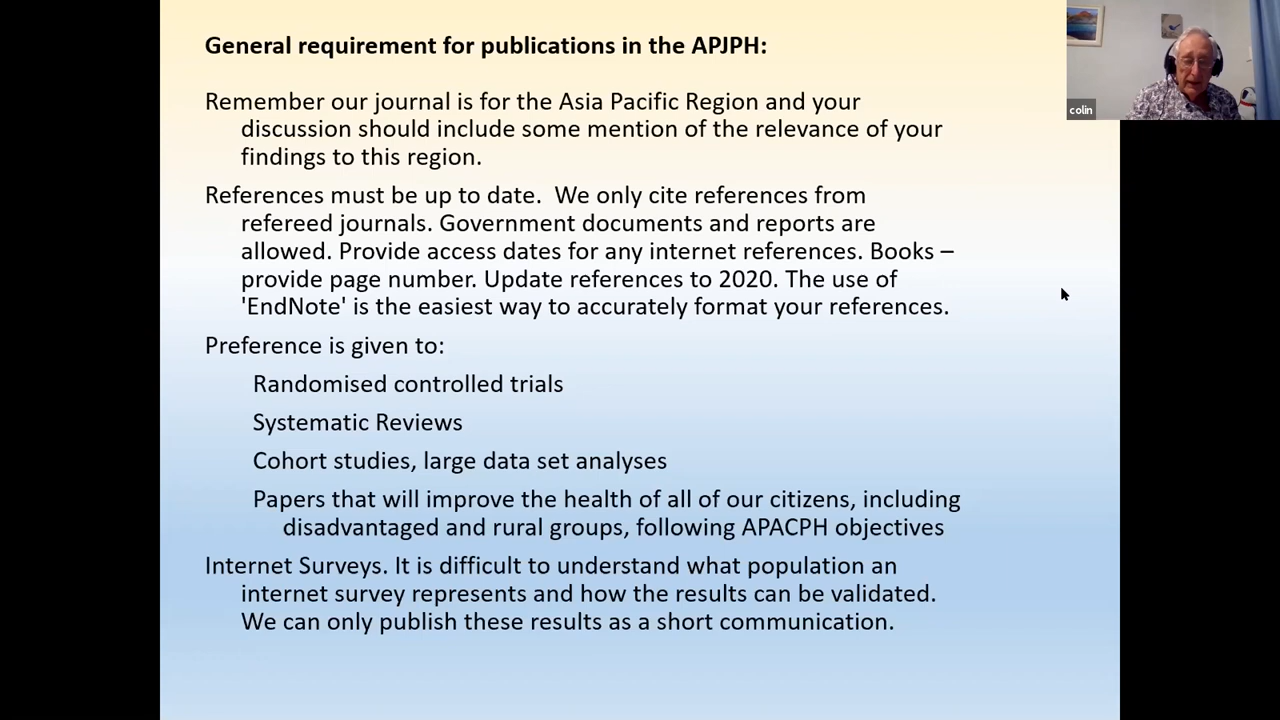 General requirement for publications in the APJPH:
Remember our journal is for the Asia Pacific Region and your
discussion should include some mention of the relevance of your
findings to this region.
References must be up to date.  We only cite references from
refereed journals. Government documents and reports are
allowed. Provide access dates for any internet references. Books –
provide page number. Update references to 2020. The use of
'EndNote' is the easiest way to accurately format your references.
Preference is given to:
Randomised controlled trials
Systematic Reviews
Cohort studies, large data set analyses
Papers that will improve the health of all of our citizens, including
disadvantaged and rural groups, following APACPH objectives
Internet Surveys. It is difficult to understand what population an
internet survey represents and how the results can be validated.
We can only publish these results as a short communication.
colin